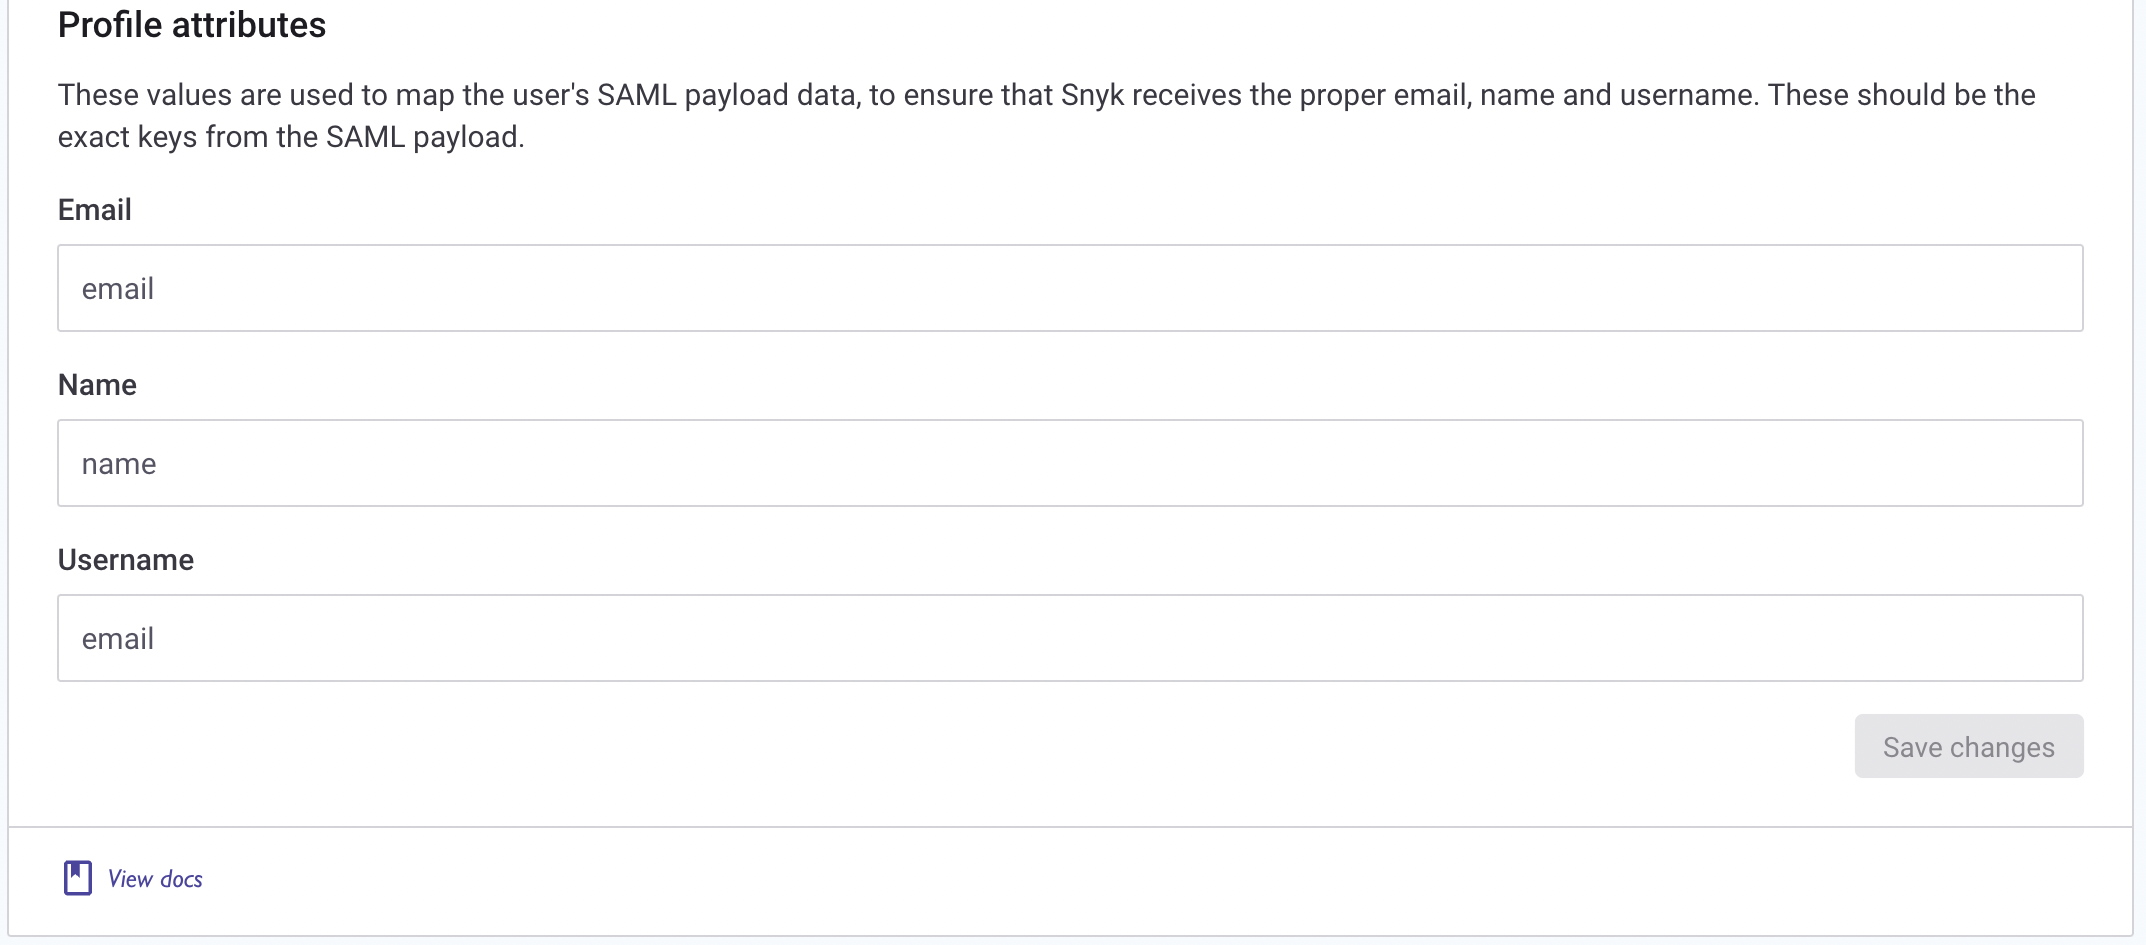 Profile attributes
These values are used to map the user's SAML payload data, to ensure that Snyk receives the proper email, name and username. These should be the
exact keys from the SAML payload.
Email
email
Name
name
Username
email
Save changes
View docs